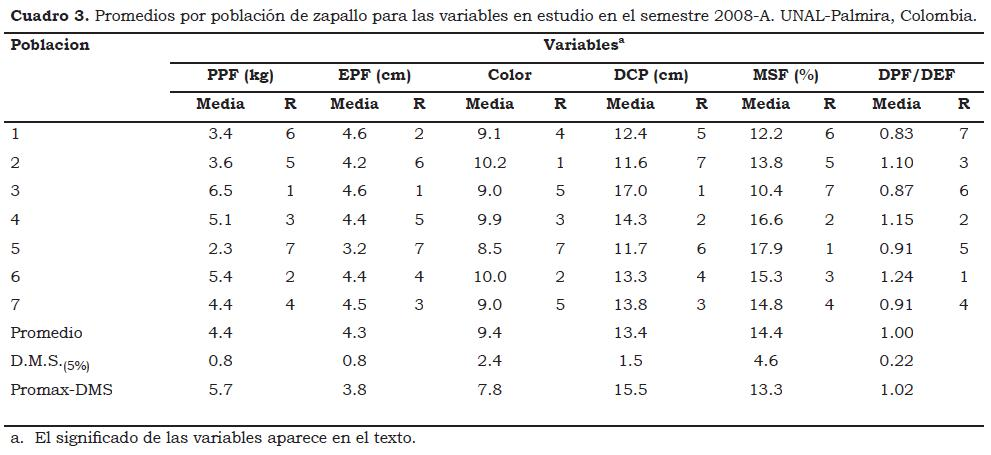 Cuadro 3. Promedios por población de zapallo para las variables en estudio en el semestre 2008-A. UNAL-Palmira, Colombia.
Poblacion Variablesa
PPF (kg) EPF (cm) Color DCP (cm) MSF (%) DPF/DEF
Media R Media R Media R Media R Media R Media R
1 3.4 6 4.6 2 9.1 4 12.4 5 12.2 6 0.83 7
2 3.6 5 4.2 6 10.2 1 11.6 7 13.8 5 1.10 3
3 6.5 1 4.6 1 9.0 5 17.0 1 10.4 7 0.87 6
4 5.1 3 4.4 5 9.9 3 14.3 2 16.6 2 1.15 2
5 2.3 7 3.2 7 8.5 7 11.7 6 17.9 1 0.91 5
6 5.4 2 4.4 4 10.0 2 13.3 4 15.3 3 1.24 1
7 4.4 4 4.5 3 9.0 5 13.8 3 14.8 4 0.91 4
Promedio 4.4 4.3 9.4 13.4 14.4 1.00
D.M.S.(5%) 0.8 0.8 2.4 1.5 4.6 0.22
Promax-DMS 5.7 3.8 7.8 15.5 13.3 1.02
a. El significado de las variables aparece en el texto.